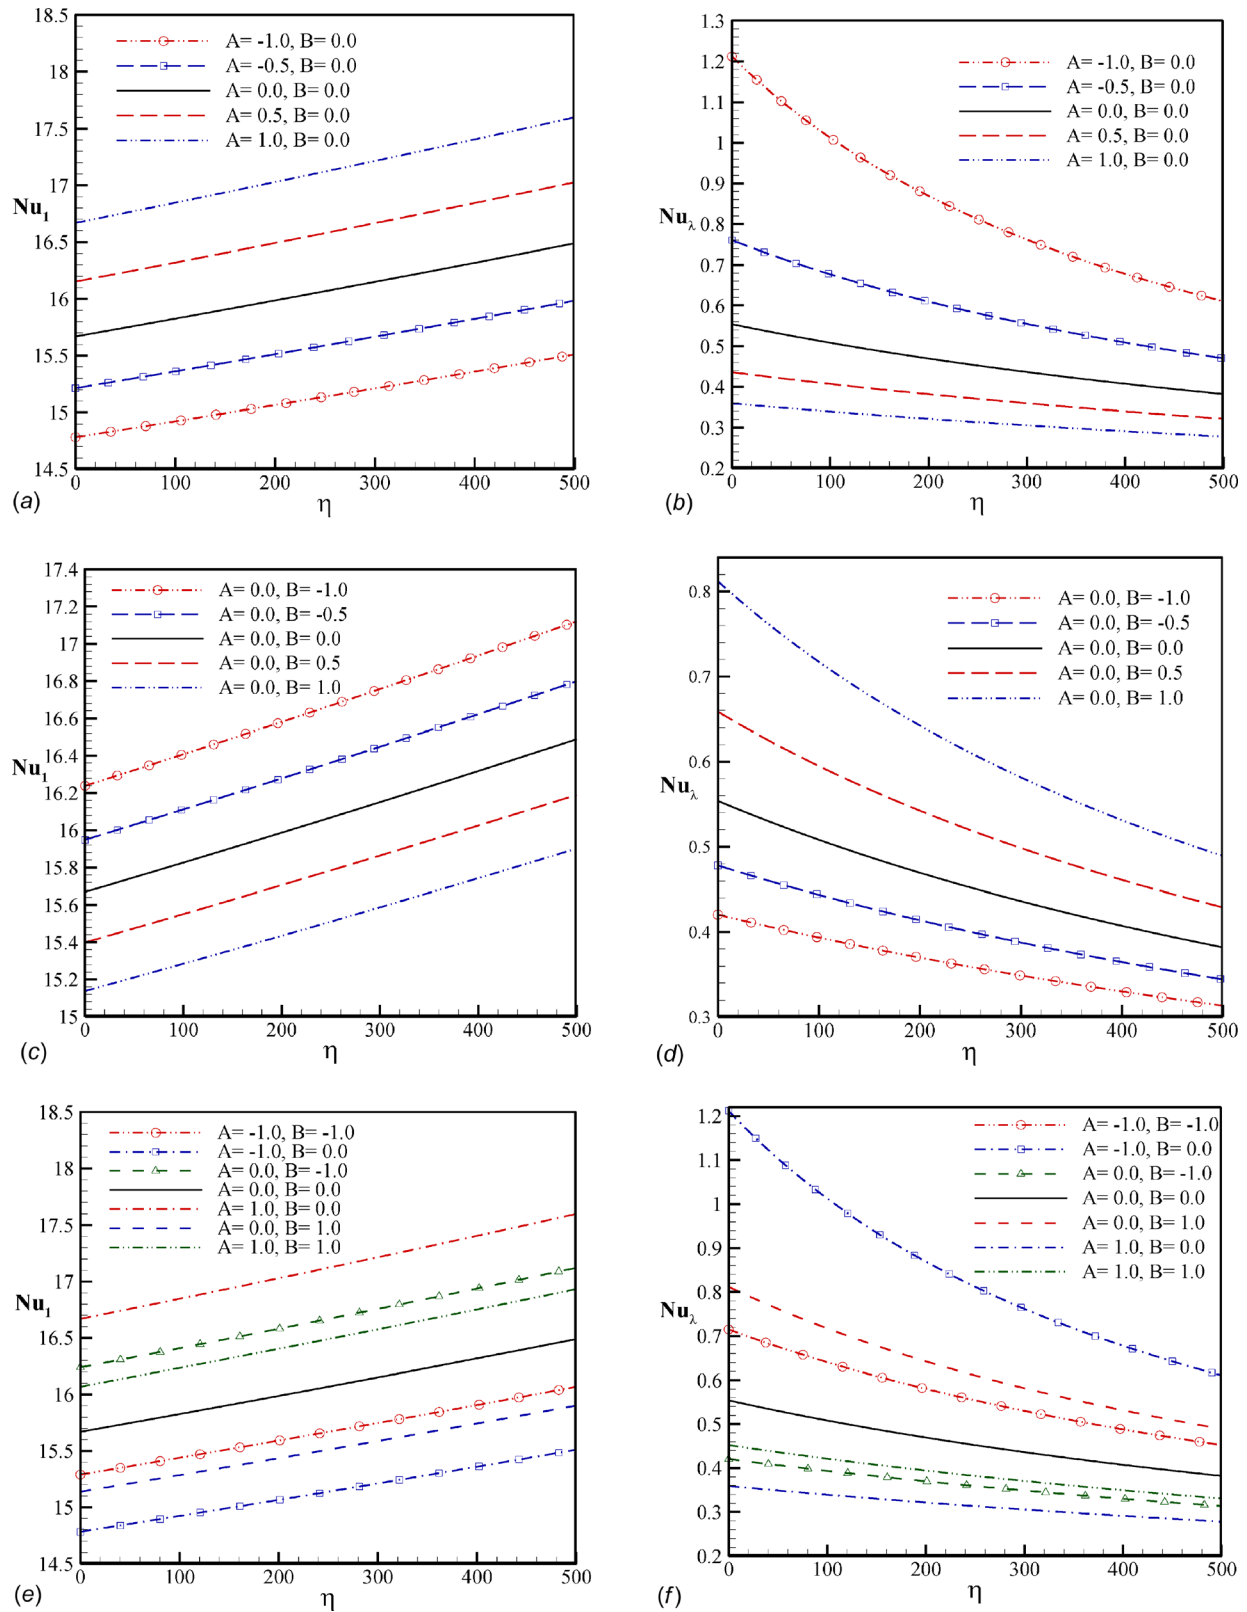 18.5
18
17.5
17
16.5
16
15.5
15
14.5
Nu₁
A= -1.0, B= 0.0
A= -0.5, B= 0.0
A= 0.0, B= 0.0
A= 0.5, B= 0.0
A= 1.0, B= 0.0
0 100 200 300 400 500
η
(a)
1.3
1.2
1.1
1
0.9
0.8
0.7
0.6
0.5
0.4
0.3
0.2
Nu_λ
A= -1.0, B= 0.0
A= -0.5, B= 0.0
A= 0.0, B= 0.0
A= 0.5, B= 0.0
A= 1.0, B= 0.0
0 100 200 300 400 500
η
(b)
17.4
17.2
17
16.8
16.6
16.4
16.2
16
15.8
15.6
15.4
15.2
15
Nu₁
A= 0.0, B= -1.0
A= 0.0, B= -0.5
A= 0.0, B= 0.0
A= 0.0, B= 0.5
A= 0.0, B= 1.0
0 100 200 300 400 500
η
(c)
0.8
0.7
0.6
0.5
0.4
0.3
Nu_λ
A= 0.0, B= -1.0
A= 0.0, B= -0.5
A= 0.0, B= 0.0
A= 0.0, B= 0.5
A= 0.0, B= 1.0
0 100 200 300 400 500
η
(d)
18.5
18
17.5
17
16.5
16
15.5
15
14.5
Nu₁
A= -1.0, B= -1.0
A= -1.0, B= 0.0
A= 0.0, B= -1.0
A= 0.0, B= 0.0
A= 1.0, B= 0.0
A= 0.0, B= 1.0
A= 1.0, B= 1.0
0 100 200 300 400 500
η
(e)
1.2
1.1
1
0.9
0.8
0.7
0.6
0.5
0.4
0.3
0.2
Nu_λ
A= -1.0, B= -1.0
A= -1.0, B= 0.0
A= 0.0, B= -1.0
A= 0.0, B= 0.0
A= 0.0, B= 1.0
A= 1.0, B= 0.0
A= 1.0, B= 1.0
0 100 200 300 400 500
η
(f)